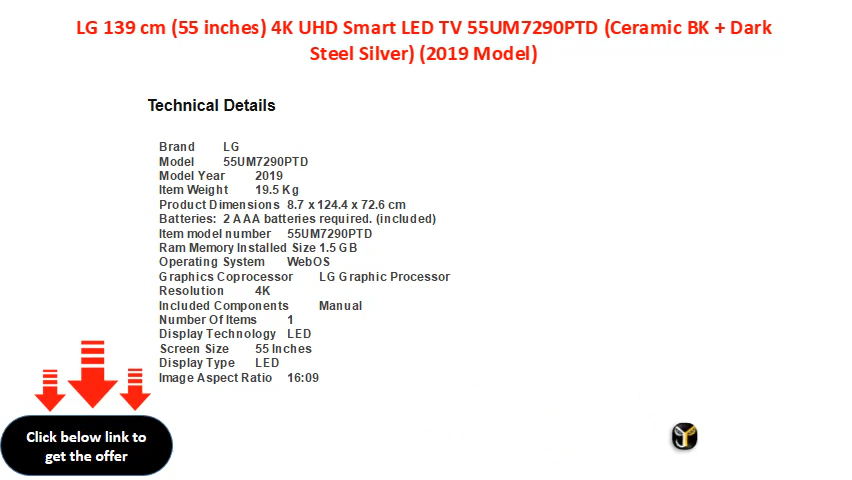 LG 139 cm (55 inches) 4K UHD Smart LED TV 55UM7290PTD (Ceramic BK + Dark
Steel Silver) (2019 Model)
Technical Details
Brand LG
Model 55UM7290PTD
Model Year 2019
Item Weight 19.5 Kg
Product Dimensions 8.7 x 124.4 x 72.6 cm
Batteries: 2 AAA batteries required. (included)
Item model number 55UM7290PTD
Ram Memory Installed Size 1.5 GB
Operating System WebOS
Graphics Coprocessor LG Graphic Processor
Resolution 4K
Included Components Manual
Number Of Items 1
Display Technology LED
Screen Size 55 Inches
Display Type LED
Image Aspect Ratio 16:09
Click below link to
get the offer